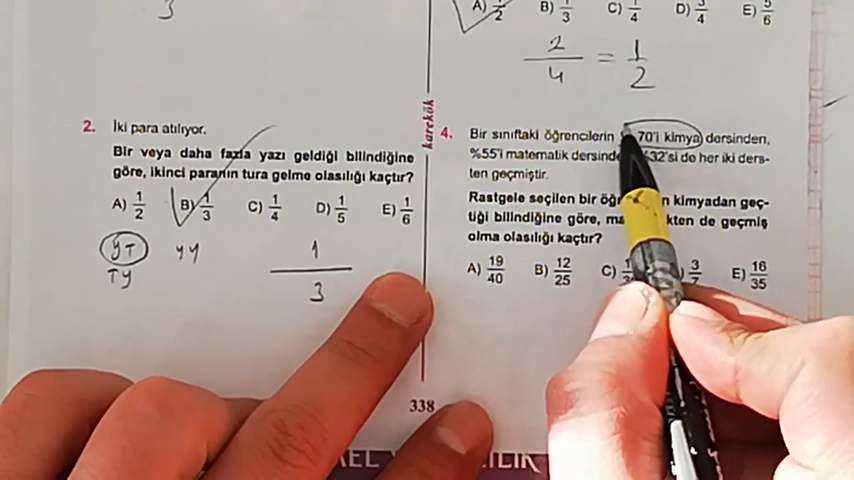 3
2.
İki para atılıyor.
Bir veya daha fazla yazı geldiği bilindiğine
göre, ikinci paranın tura gelme olasılığı kaçtır?
A) 1/2 B) 1/3 C) 1/4 D) 1/5 E) 1/6
YT YY
TY
1/3
A) 1/2 B) 1/3 C) 1/4 D) 3/4 E) 5/6
2/4 = 1/2
karekök
4.
Bir sınıftaki öğrencilerin 70'i kimya dersinden,
%55'i matematik %32'si de her iki ders-
ten geçmiştir.
Rastgele seçilen bir kimyadan geç-
tiği bilindiğine göre, de geçmiş
olma olasılığı kaçtır?
A) 19/40 B) 12/25 C) 3/7 E) 16/35
338